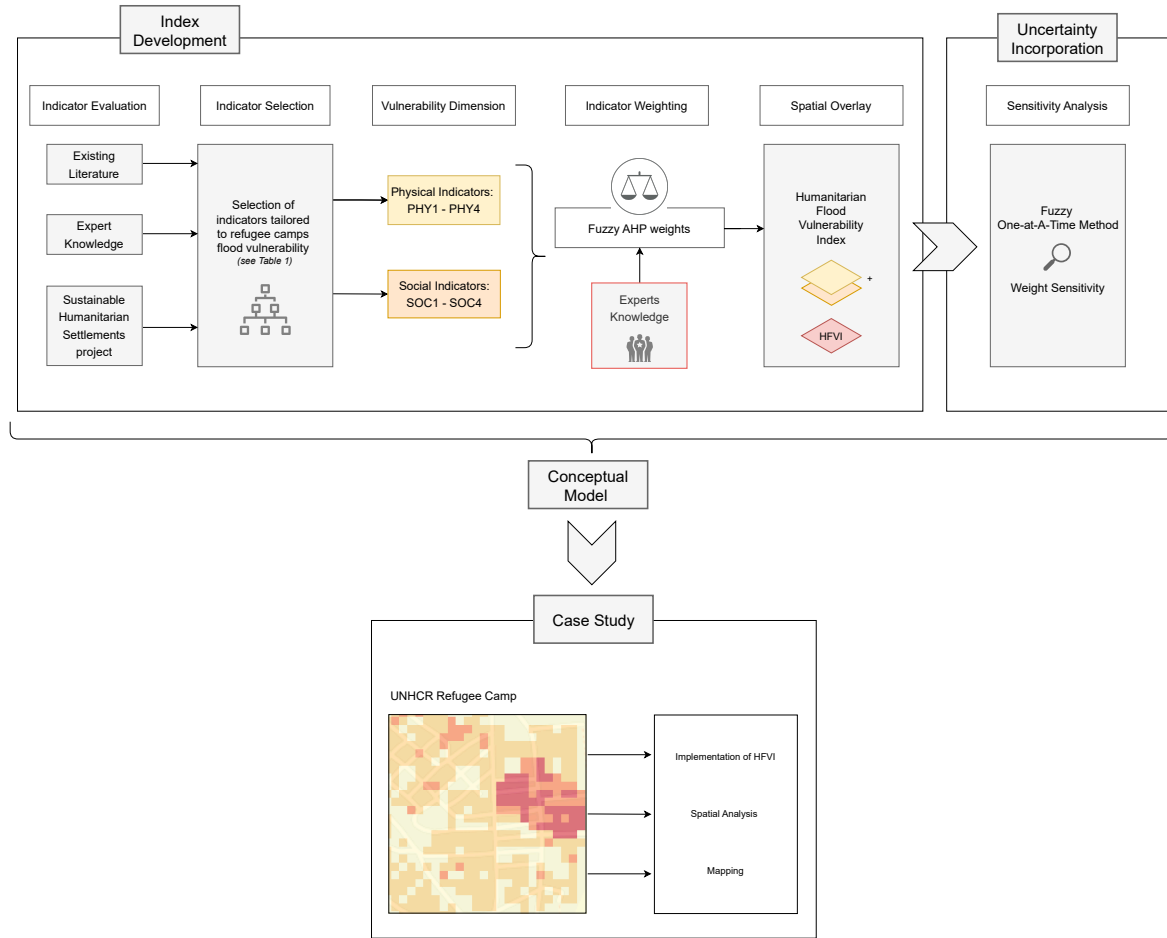 Index
Development
Uncertainty
Incorporation
Indicator Evaluation
Indicator Selection
Vulnerability Dimension
Indicator Weighting
Spatial Overlay
Sensitivity Analysis
Existing
Literature
Expert
Knowledge
Sustainable
Humanitarian
Settlements
project
Selection of
indicators tailored
to refugee camps
flood vulnerability
(see Table 1)
Physical Indicators:
PHY1 - PHY4
Social Indicators:
SOC1 - SOC4
Fuzzy AHP weights
Experts
Knowledge
Humanitarian
Flood
Vulnerability
Index
+
HFVI
Fuzzy
One-at-A-Time Method
Weight Sensitivity
Conceptual
Model
Case Study
UNHCR Refugee Camp
Implementation of HFVI
Spatial Analysis
Mapping